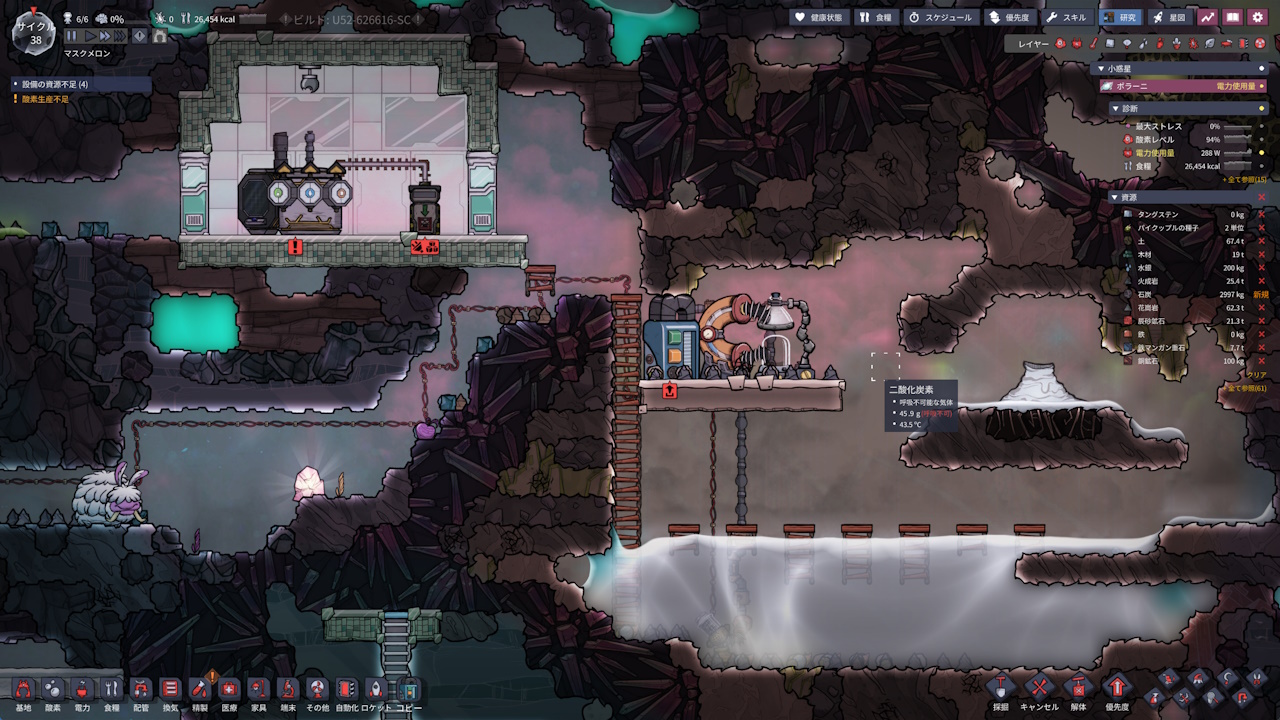 サイクル
38
6/6
0%
0
26,454 kcal
ビルド: U52-626616-SC
マスクメロン
設備の資源不足 (4)
酸素生産不足
健康状態
食糧
スケジュール
優先度
スキル
研究
星図
レイヤー
小惑星
ボラーニ
電力使用量
診断
最大ストレス
0%
酸素レベル
94%
電力使用量
288 W
食糧
26,454 kcal
+ 全て参照(15)
資源
タングステン
0 kg
パイクップルの種子
2 単位
土
67.4 t
木材
19 t
水銀
200 kg
火成岩
25.4 t
石炭
2997 kg
新規
花崗岩
62.3 t
辰砂鉱石
21.3 t
鉄
0 kg
鉄マンガン重石
7.7 t
銅鉱石
100 kg
クリア
全て参照(61)
二酸化炭素
呼吸不可能な気体
45.9 g(呼吸不可)
43.5 °C
基地
酸素
電力
食糧
配管
換気
精製
医療
家具
端末
その他
自動化
ロケット
コピー
採掘
キャンセル
解体
優先度